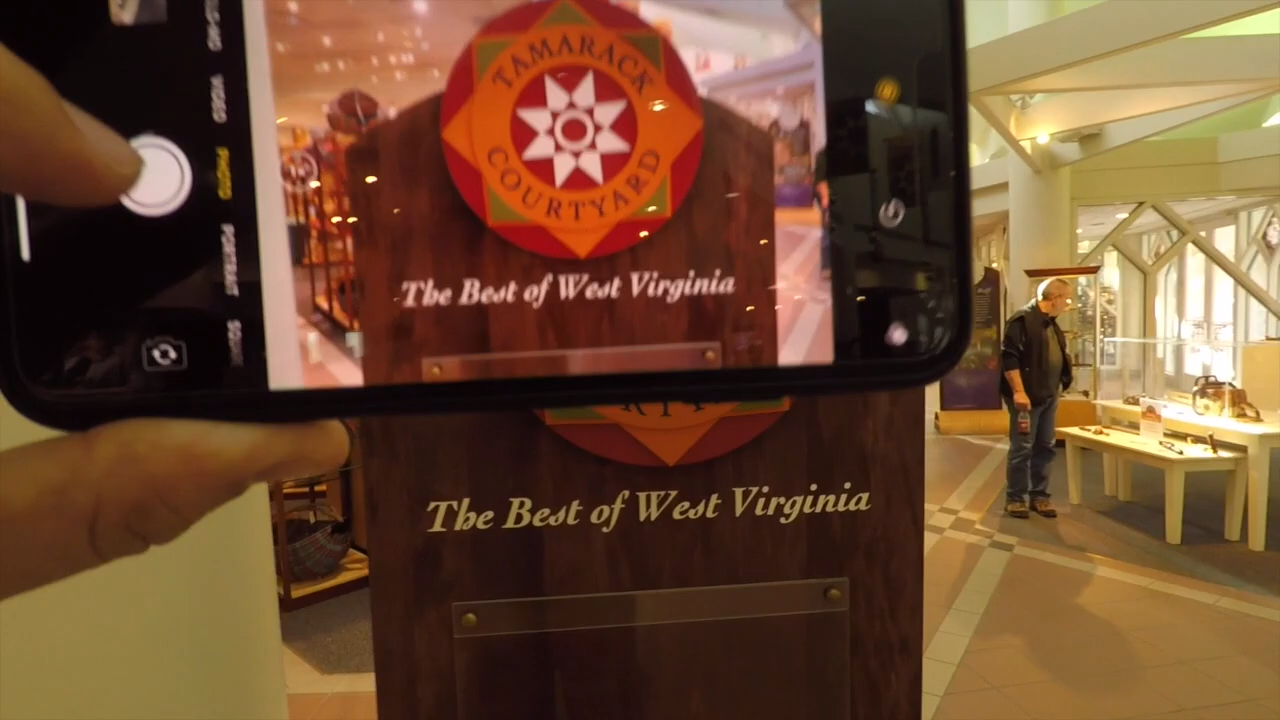 TAMARACK
COURTYARD
The Best of West Virginia
VIDEO
PHOTO
PORTRAIT
The Best of West Virginia